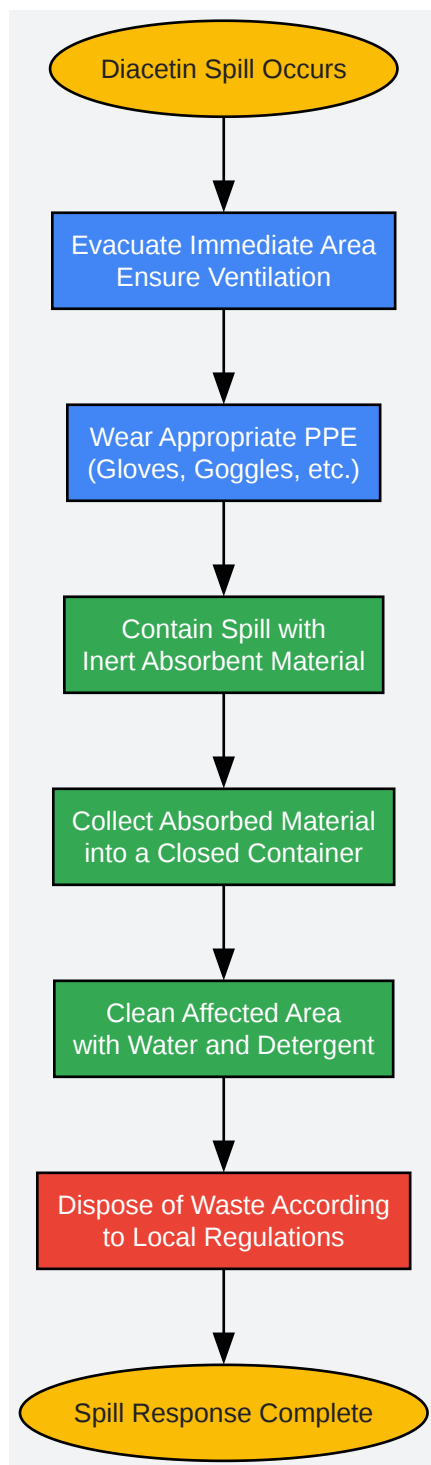 Diacetin Spill Occurs
Evacuate Immediate Area
Ensure Ventilation
Wear Appropriate PPE
(Gloves, Goggles, etc.)
Contain Spill with
Inert Absorbent Material
Collect Absorbed Material
into a Closed Container
Clean Affected Area
with Water and Detergent
Dispose of Waste According
to Local Regulations
Spill Response Complete